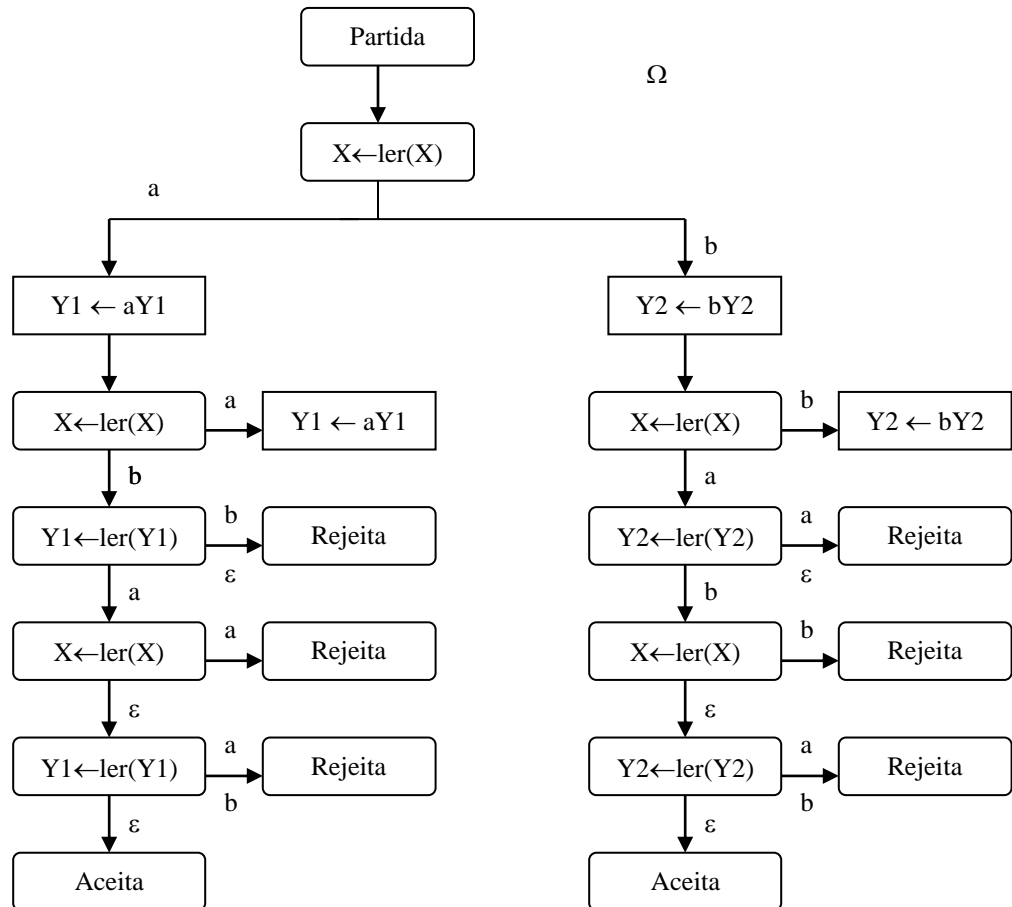 Partida
Ω
X←ler(X)
a
b
Y1 ← aY1
Y2 ← bY2
X←ler(X)
a
Y1 ← aY1
X←ler(X)
b
Y2 ← bY2
b
a
Y1←ler(Y1)
b
ε
Rejeita
Y2←ler(Y2)
a
ε
Rejeita
a
b
X←ler(X)
a
Rejeita
X←ler(X)
b
Rejeita
ε
ε
Y1←ler(Y1)
a
b
Rejeita
Y2←ler(Y2)
a
b
Rejeita
ε
ε
Aceita
Aceita